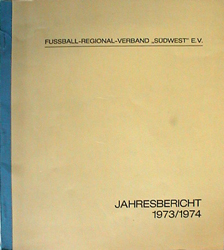 FUSSBALL-REGIONAL-VERBAND „SÜDWEST" E.V.
JAHRESBERICHT
1973/1974